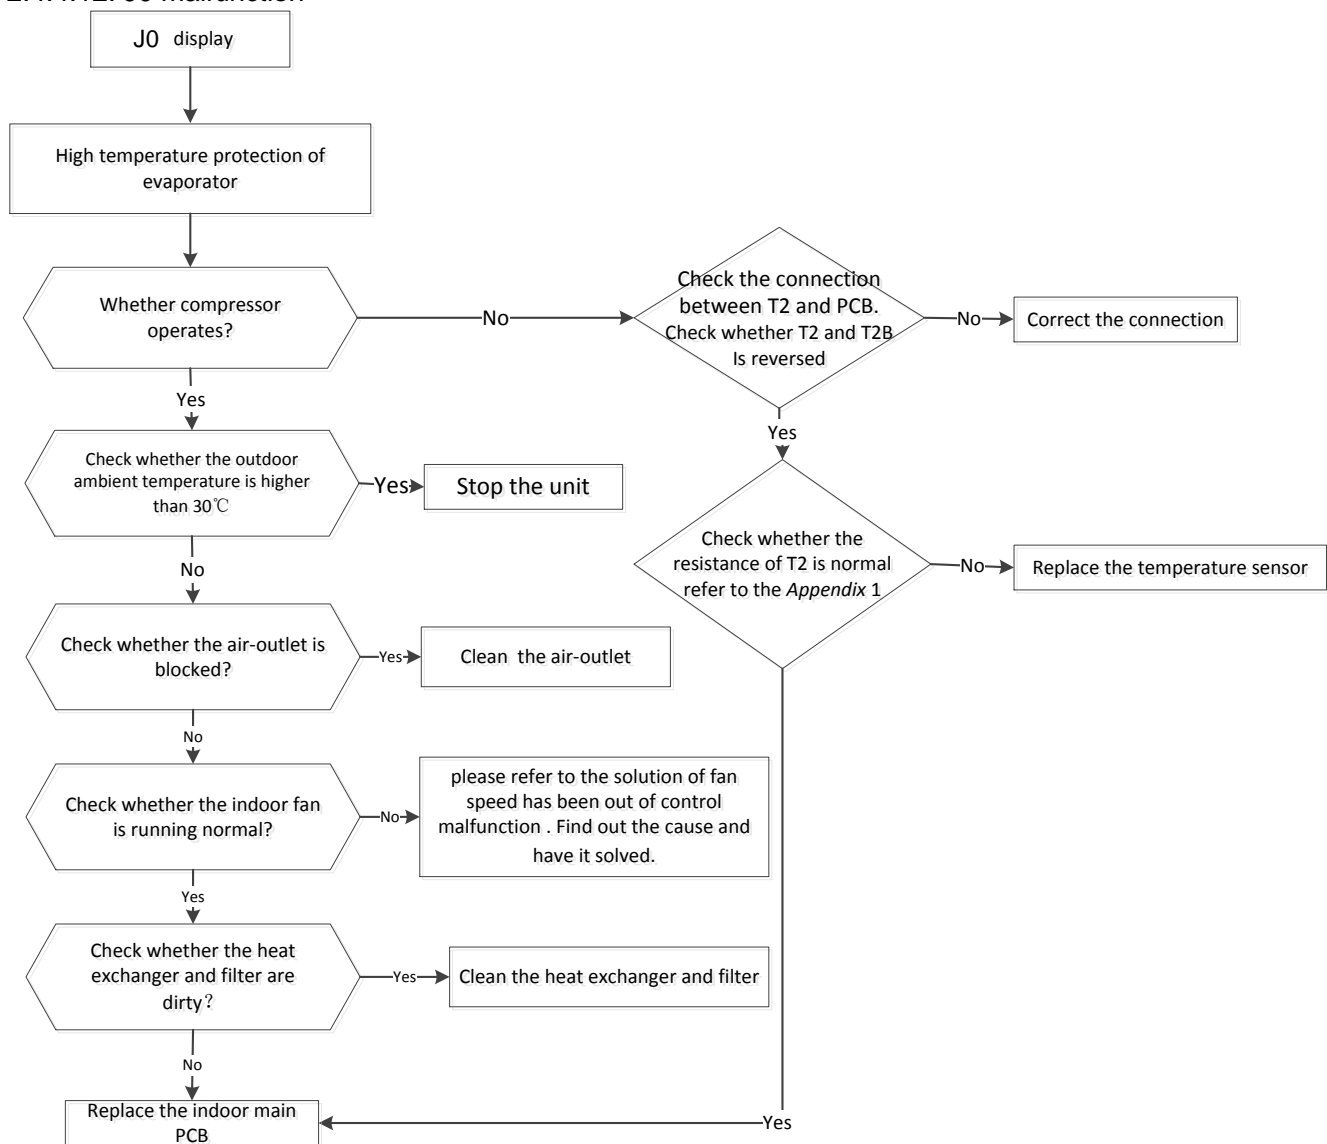 J0 display
High temperature protection of
evaporator
Whether compressor
operates?
No
Check the connection
between T2 and PCB.
Check whether T2 and T2B
Is reversed
No
Correct the connection
Yes
Yes
Check whether the outdoor
ambient temperature is higher
than 30℃
Yes
Stop the unit
Check whether the
resistance of T2 is normal
refer to the Appendix 1
No
Replace the temperature sensor
No
Check whether the air-outlet is
blocked?
Yes
Clean the air-outlet
No
Check whether the indoor fan
is running normal?
No
please refer to the solution of fan
speed has been out of control
malfunction . Find out the cause and
have it solved.
Yes
Check whether the heat
exchanger and filter are
dirty?
Yes
Clean the heat exchanger and filter
No
Replace the indoor main
PCB
Yes